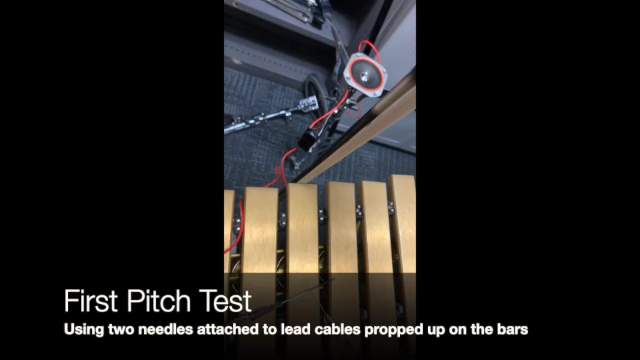 First Pitch Test
Using two needles attached to lead cables propped up on the bars